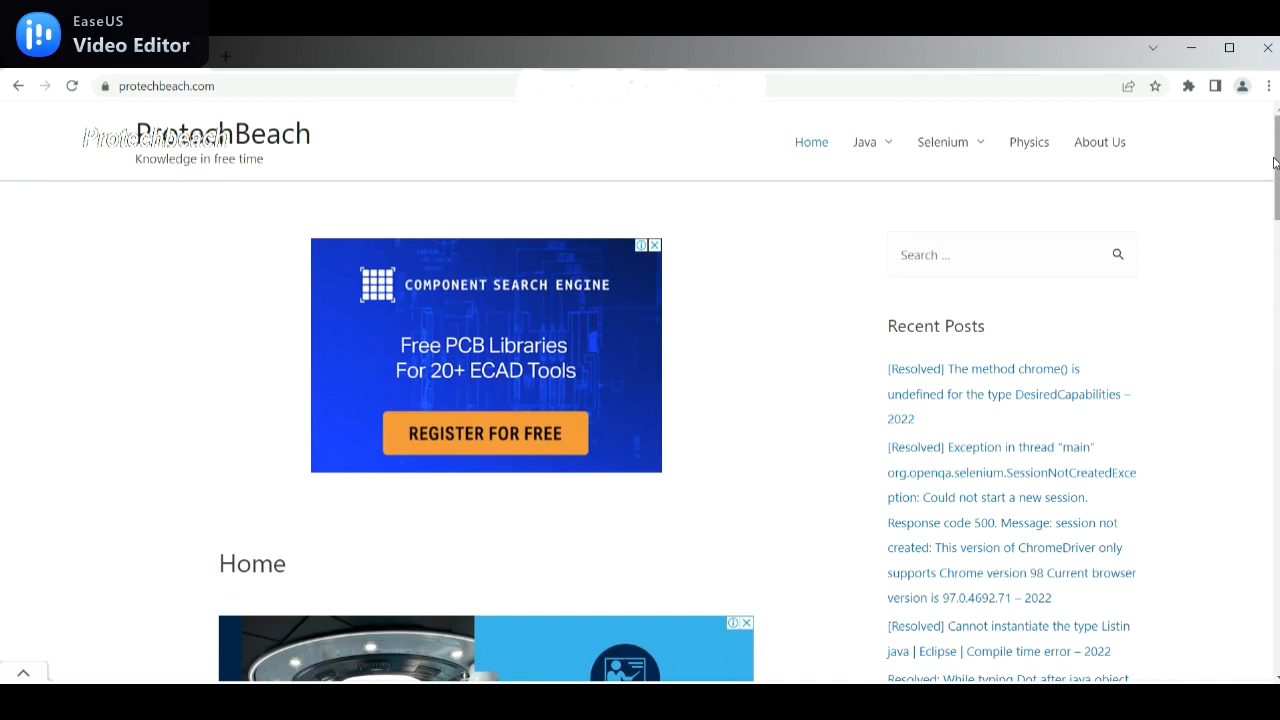 EaseUS
Video Editor
protechbeach.com
ProtechBeach
Protechbeach
Knowledge in free time
Home
Java
Selenium
Physics
About Us
COMPONENT SEARCH ENGINE
Free PCB Libraries
For 20+ ECAD Tools
REGISTER FOR FREE
Search ...
Recent Posts
[Resolved] The method chrome() is
undefined for the type DesiredCapabilities –
2022
[Resolved] Exception in thread "main"
org.openqa.selenium.SessionNotCreatedExce
ption: Could not start a new session.
Response code 500. Message: session not
created: This version of ChromeDriver only
supports Chrome version 98 Current browser
version is 97.0.4692.71 – 2022
[Resolved] Cannot instantiate the type Listin
java | Eclipse | Compile time error – 2022
Resolved: While typing Dot after java object
Home